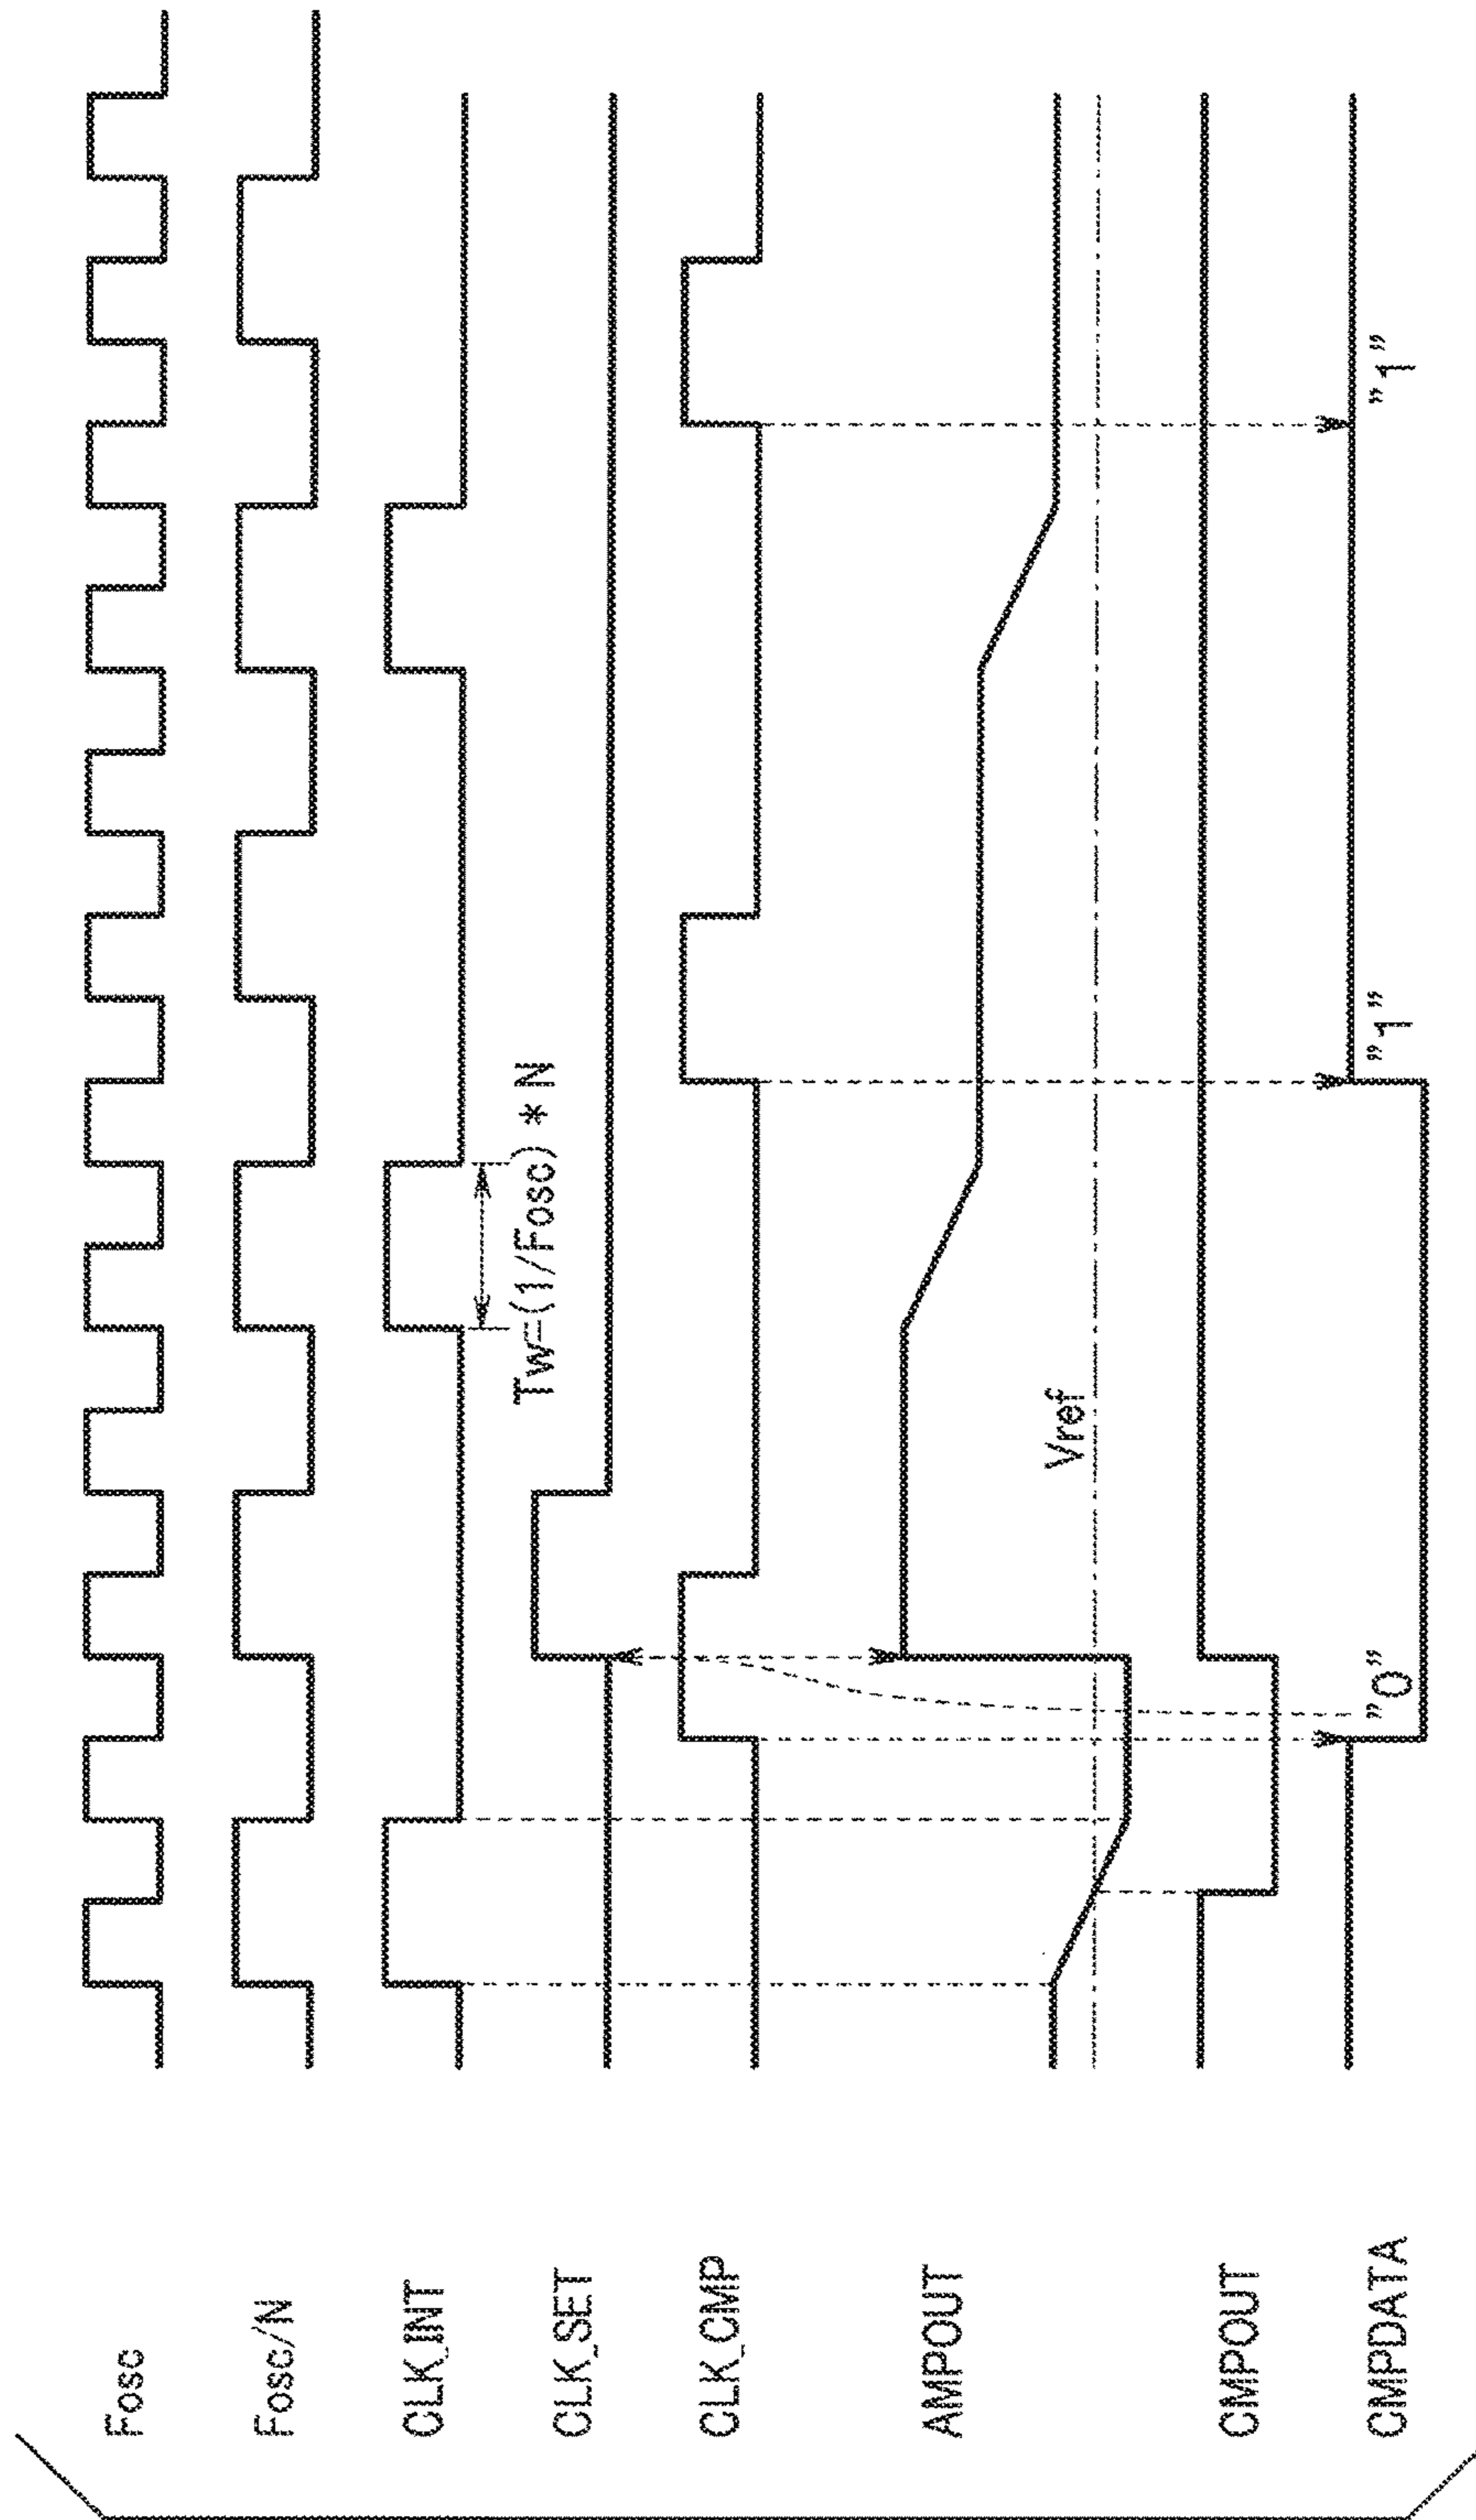 Fosc
Fosc/N
CLK_INT
Tw=(1/Fosc) * N
CLK_SET
CLK_CMP
AMPOUT
Vref
CMPOUT
CMPDATA
"0"
"1"
"1"